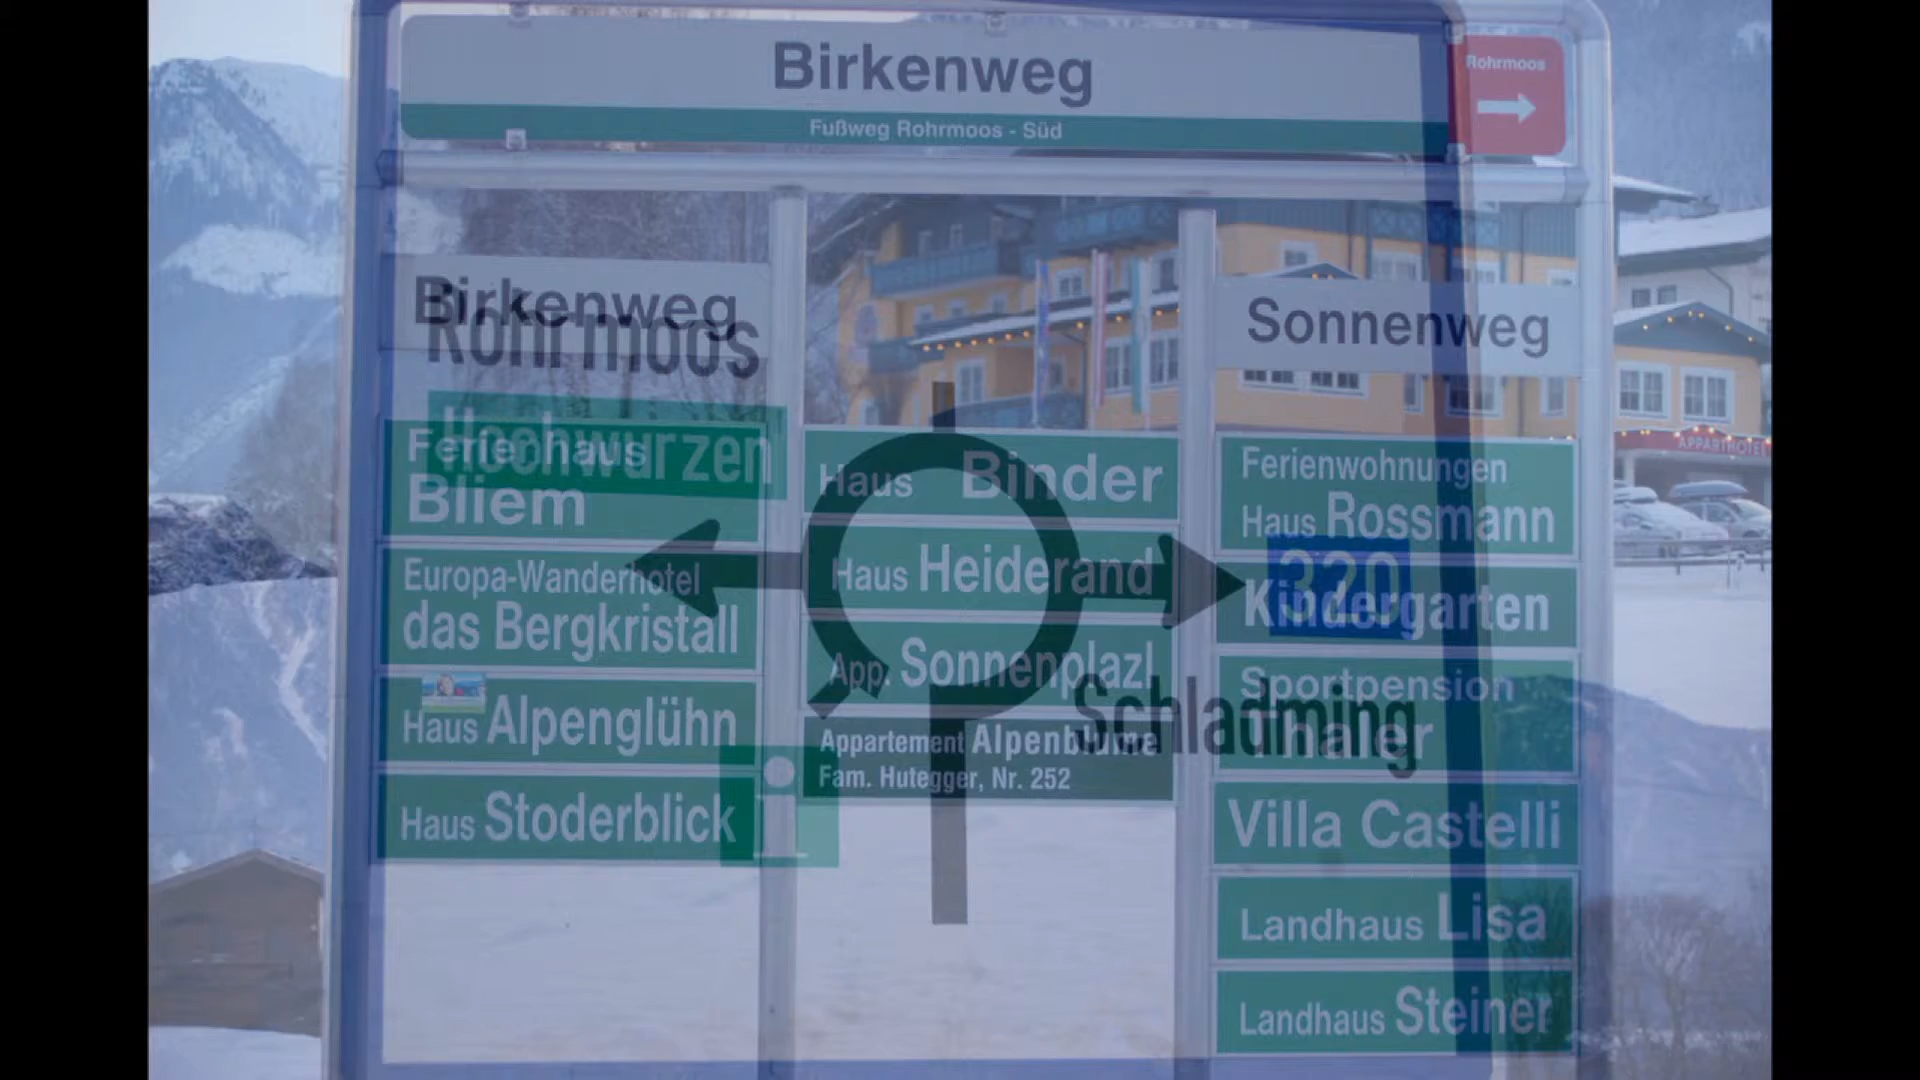 Birkenweg
Fußweg Rohrmoos - Süd
Rohrmoos
Birkenweg
Rohrmoos
Hochwurzen
Ferienhaus
Bliem
Europa-Wanderhotel
das Bergkristall
Haus Alpenglühn
Haus Stoderblick
Haus Binder
Haus Heiderand
App. Sonnenplazl
Appartement Alpenblume
Fam. Hutegger, Nr. 252
Schladming
Sonnenweg
Ferienwohnungen
Haus Rossmann
320
Kindergarten
Sportpension
Thaler
Villa Castelli
Landhaus Lisa
Landhaus Steiner
APPARTHOTEL